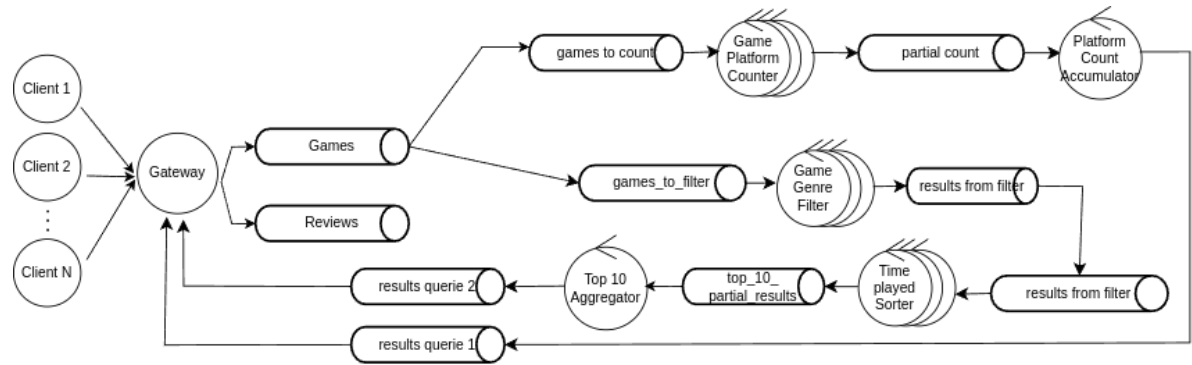 Client 1
Client 2
Client N
Gateway
Games
Reviews
games to count
Game
Platform
Counter
partial count
Platform
Count
Accumulator
games_to_filter
Game
Genre
Filter
results from filter
results from filter
Time
played
Sorter
top_10_
partial_results
Top 10
Aggregator
results querie 2
results querie 1